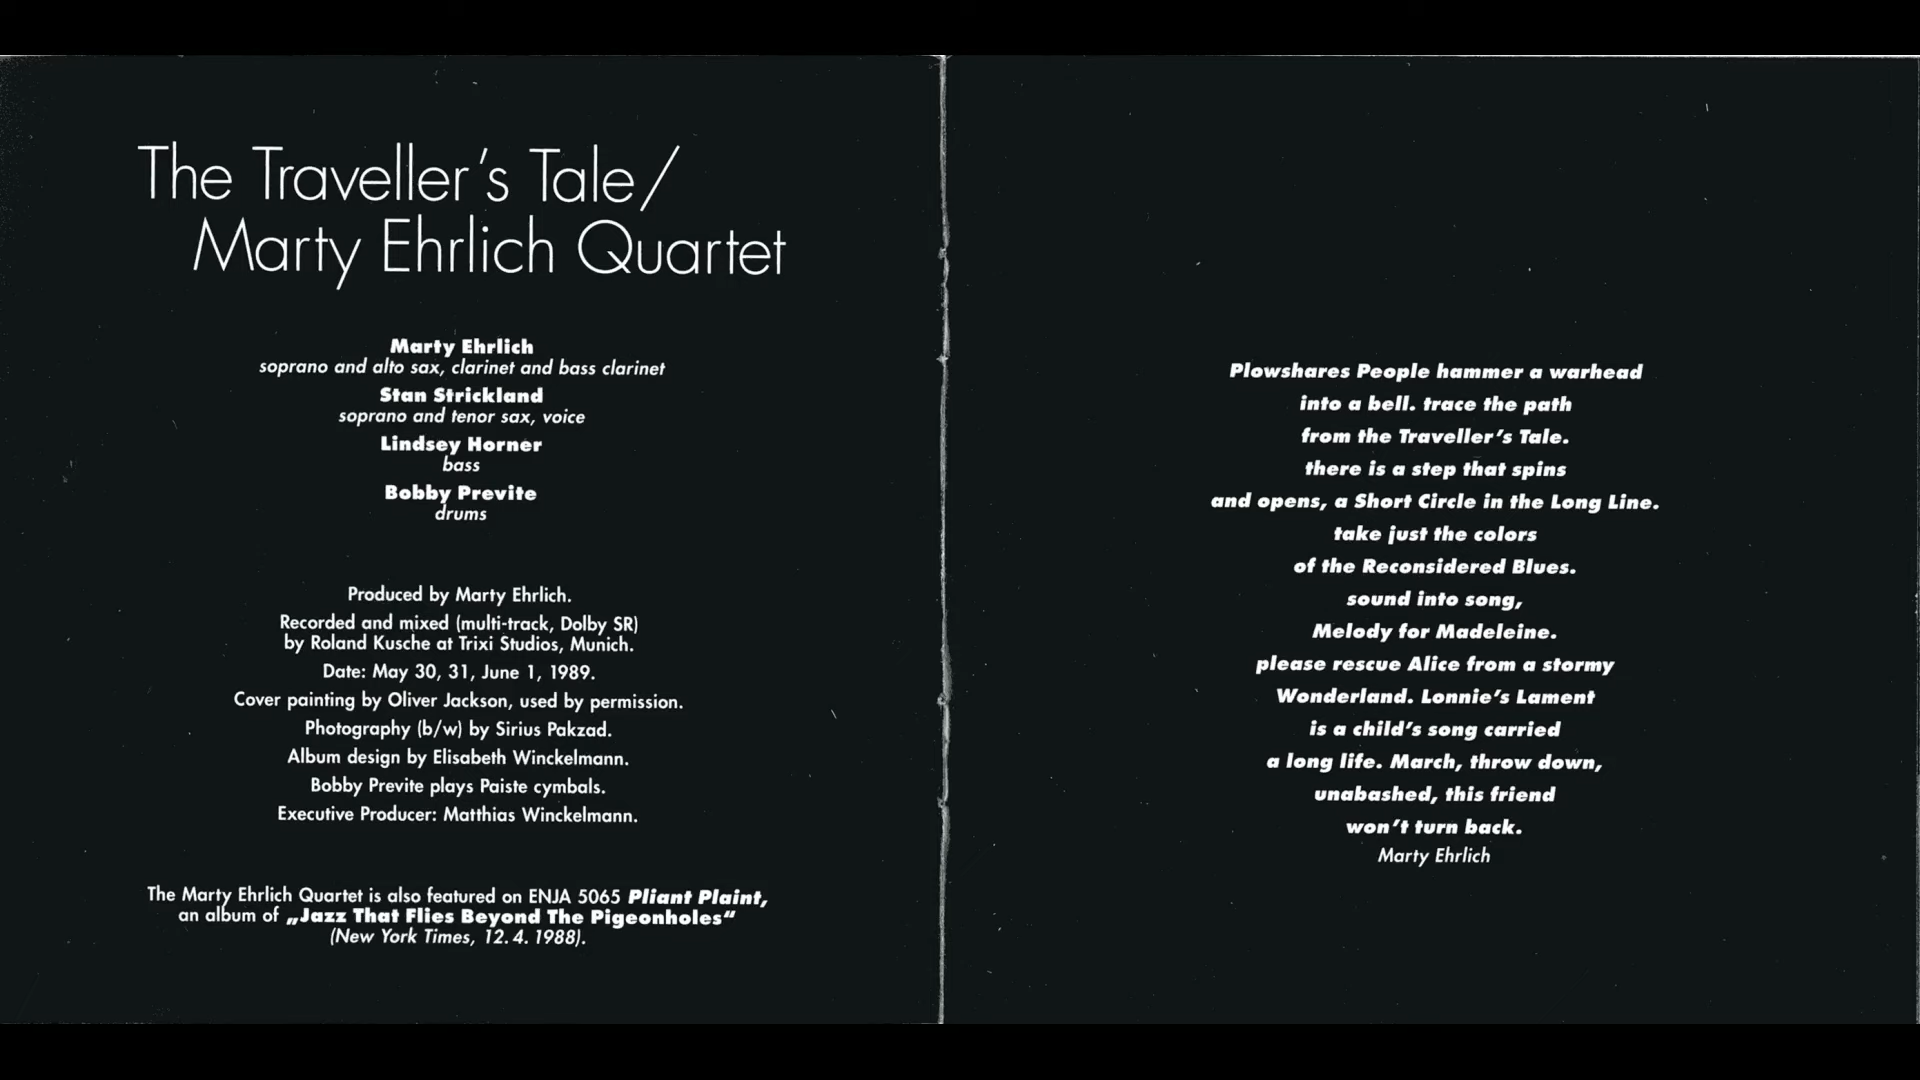 The Traveller's Tale/
Marty Ehrlich Quartet
Marty Ehrlich
soprano and alto sax, clarinet and bass clarinet
Stan Strickland
soprano and tenor sax, voice
Lindsey Horner
bass
Bobby Previte
drums
Produced by Marty Ehrlich.
Recorded and mixed (multi-track, Dolby SR)
by Roland Kusche at Trixi Studios, Munich.
Date: May 30, 31, June 1, 1989.
Cover painting by Oliver Jackson, used by permission.
Photography (b/w) by Sirius Pakzad.
Album design by Elisabeth Winckelmann.
Bobby Previte plays Paiste cymbals.
Executive Producer: Matthias Winckelmann.
The Marty Ehrlich Quartet is also featured on ENJA 5065 Pliant Plaint,
an album of „Jazz That Flies Beyond The Pigeonholes“
(New York Times, 12.4.1988).
Plowshares People hammer a warhead
into a bell. trace the path
from the Traveller's Tale.
there is a step that spins
and opens, a Short Circle in the Long Line.
take just the colors
of the Reconsidered Blues.
sound into song,
Melody for Madeleine.
please rescue Alice from a stormy
Wonderland. Lonnie's Lament
is a child's song carried
a long life. March, throw down,
unabashed, this friend
won't turn back.
Marty Ehrlich